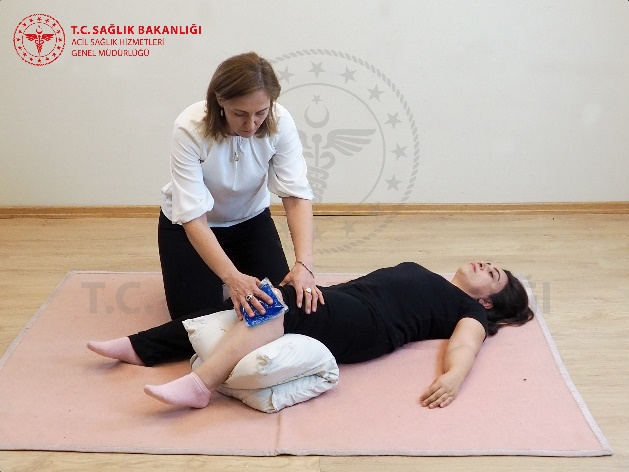 T.C. SAĞLIK BAKANLIĞI
ACİL SAĞLIK HİZMETLERİ
GENEL MÜDÜRLÜĞÜ